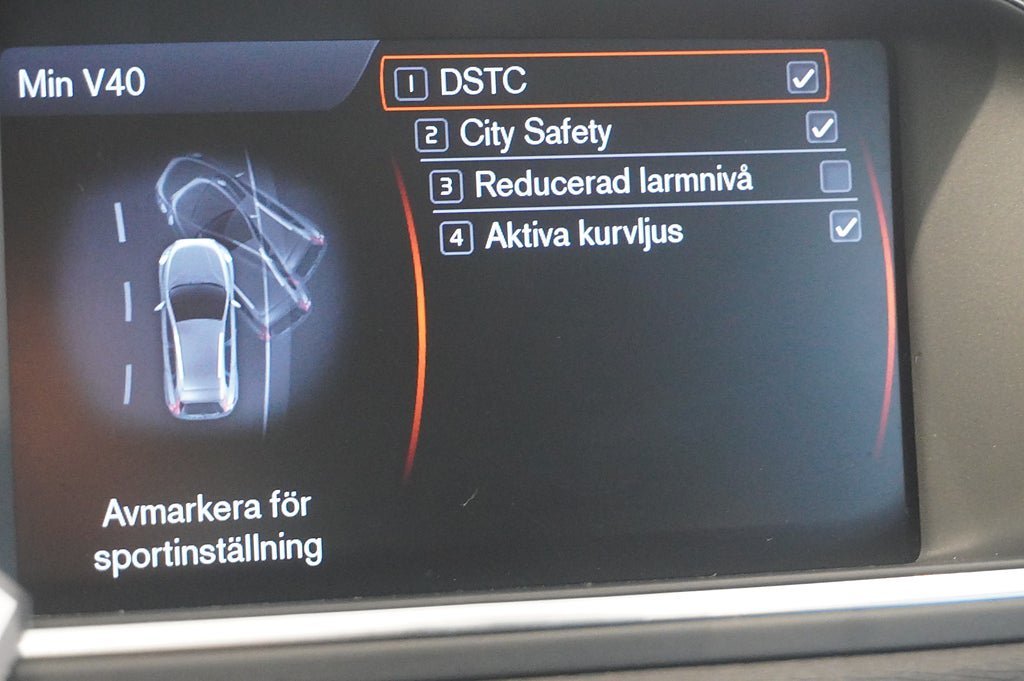 Min V40
1 DSTC
2 City Safety
3 Reducerad larmnivå
4 Aktiva kurvljus
Avmarkera för
sportinställning